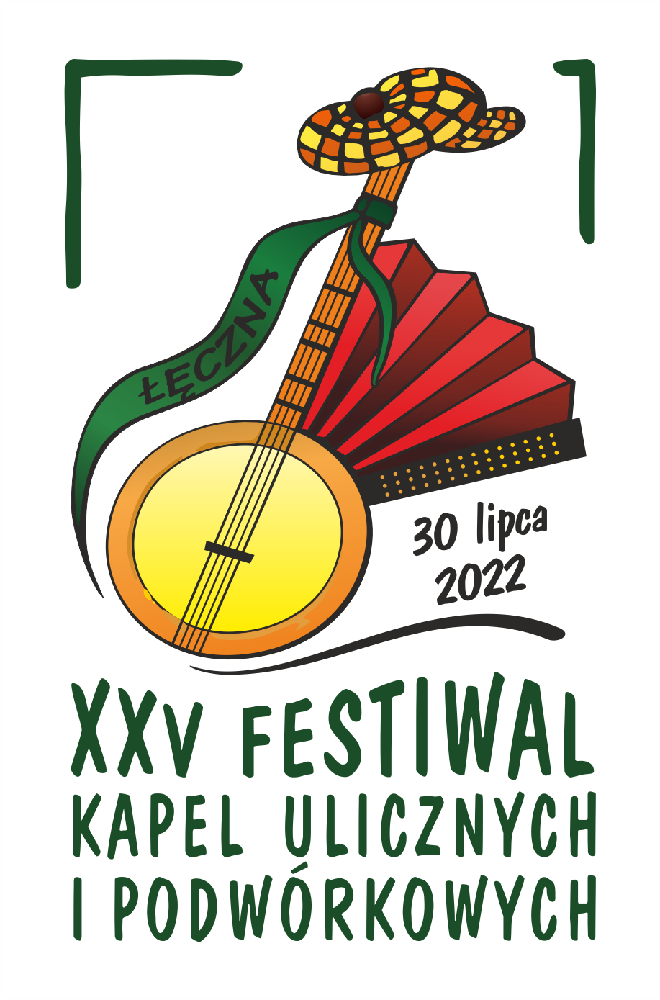 ŁĘCZNA
30 lipca
2022
XXV FESTIWAL
KAPEL ULICZNYCH
I PODWÓRKOWYCH